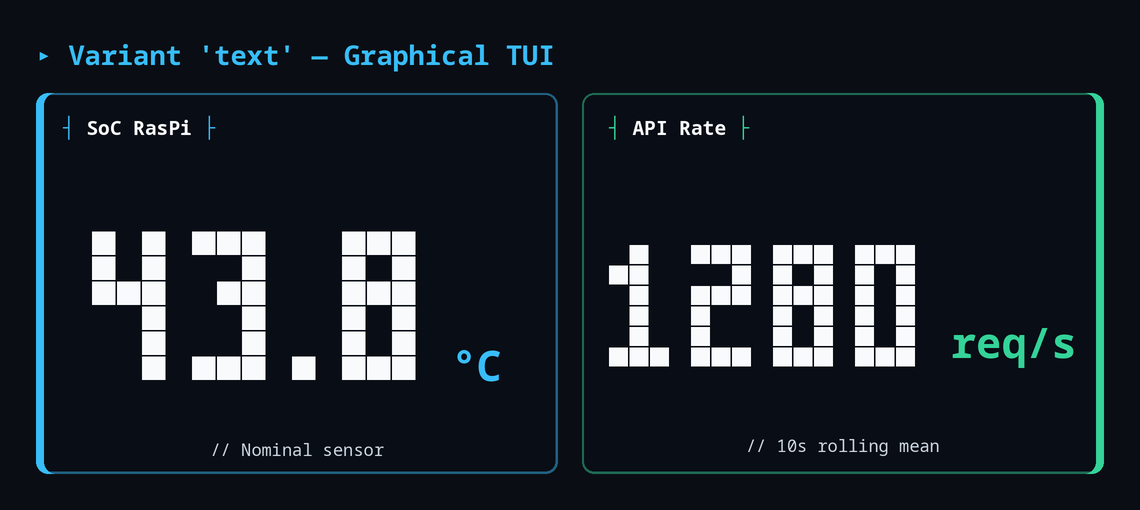 ▸ Variant 'text' — Graphical TUI
┤ SoC RasPi ├
43.8 °C
// Nominal sensor
┤ API Rate ├
1280 req/s
// 10s rolling mean